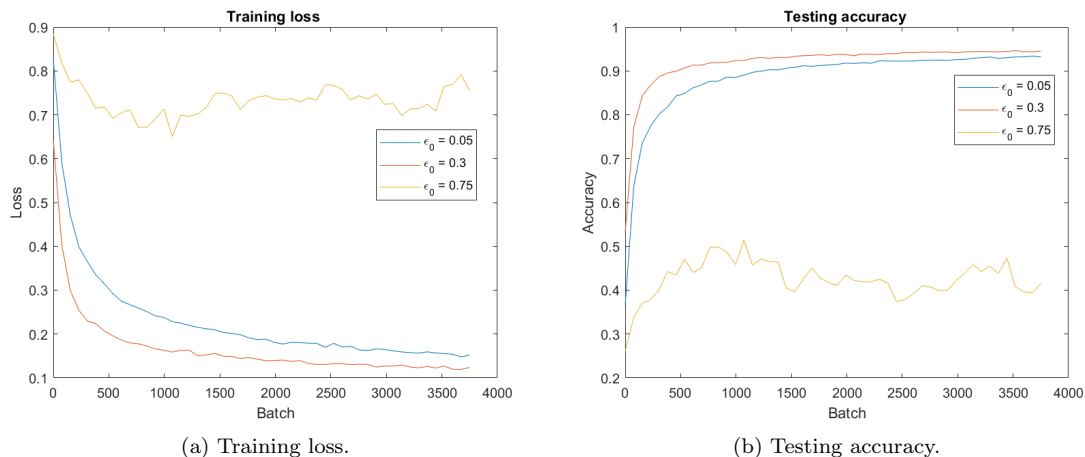 Training loss
0.9
0.8
0.7
0.6
0.5
0.4
0.3
0.2
0.1
Loss
0 500 1000 1500 2000 2500 3000 3500 4000
Batch
ϵ₀ = 0.05
ϵ₀ = 0.3
ϵ₀ = 0.75
(a) Training loss.
Testing accuracy
1
0.9
0.8
0.7
0.6
0.5
0.4
0.3
0.2
Accuracy
0 500 1000 1500 2000 2500 3000 3500 4000
Batch
ϵ₀ = 0.05
ϵ₀ = 0.3
ϵ₀ = 0.75
(b) Testing accuracy.